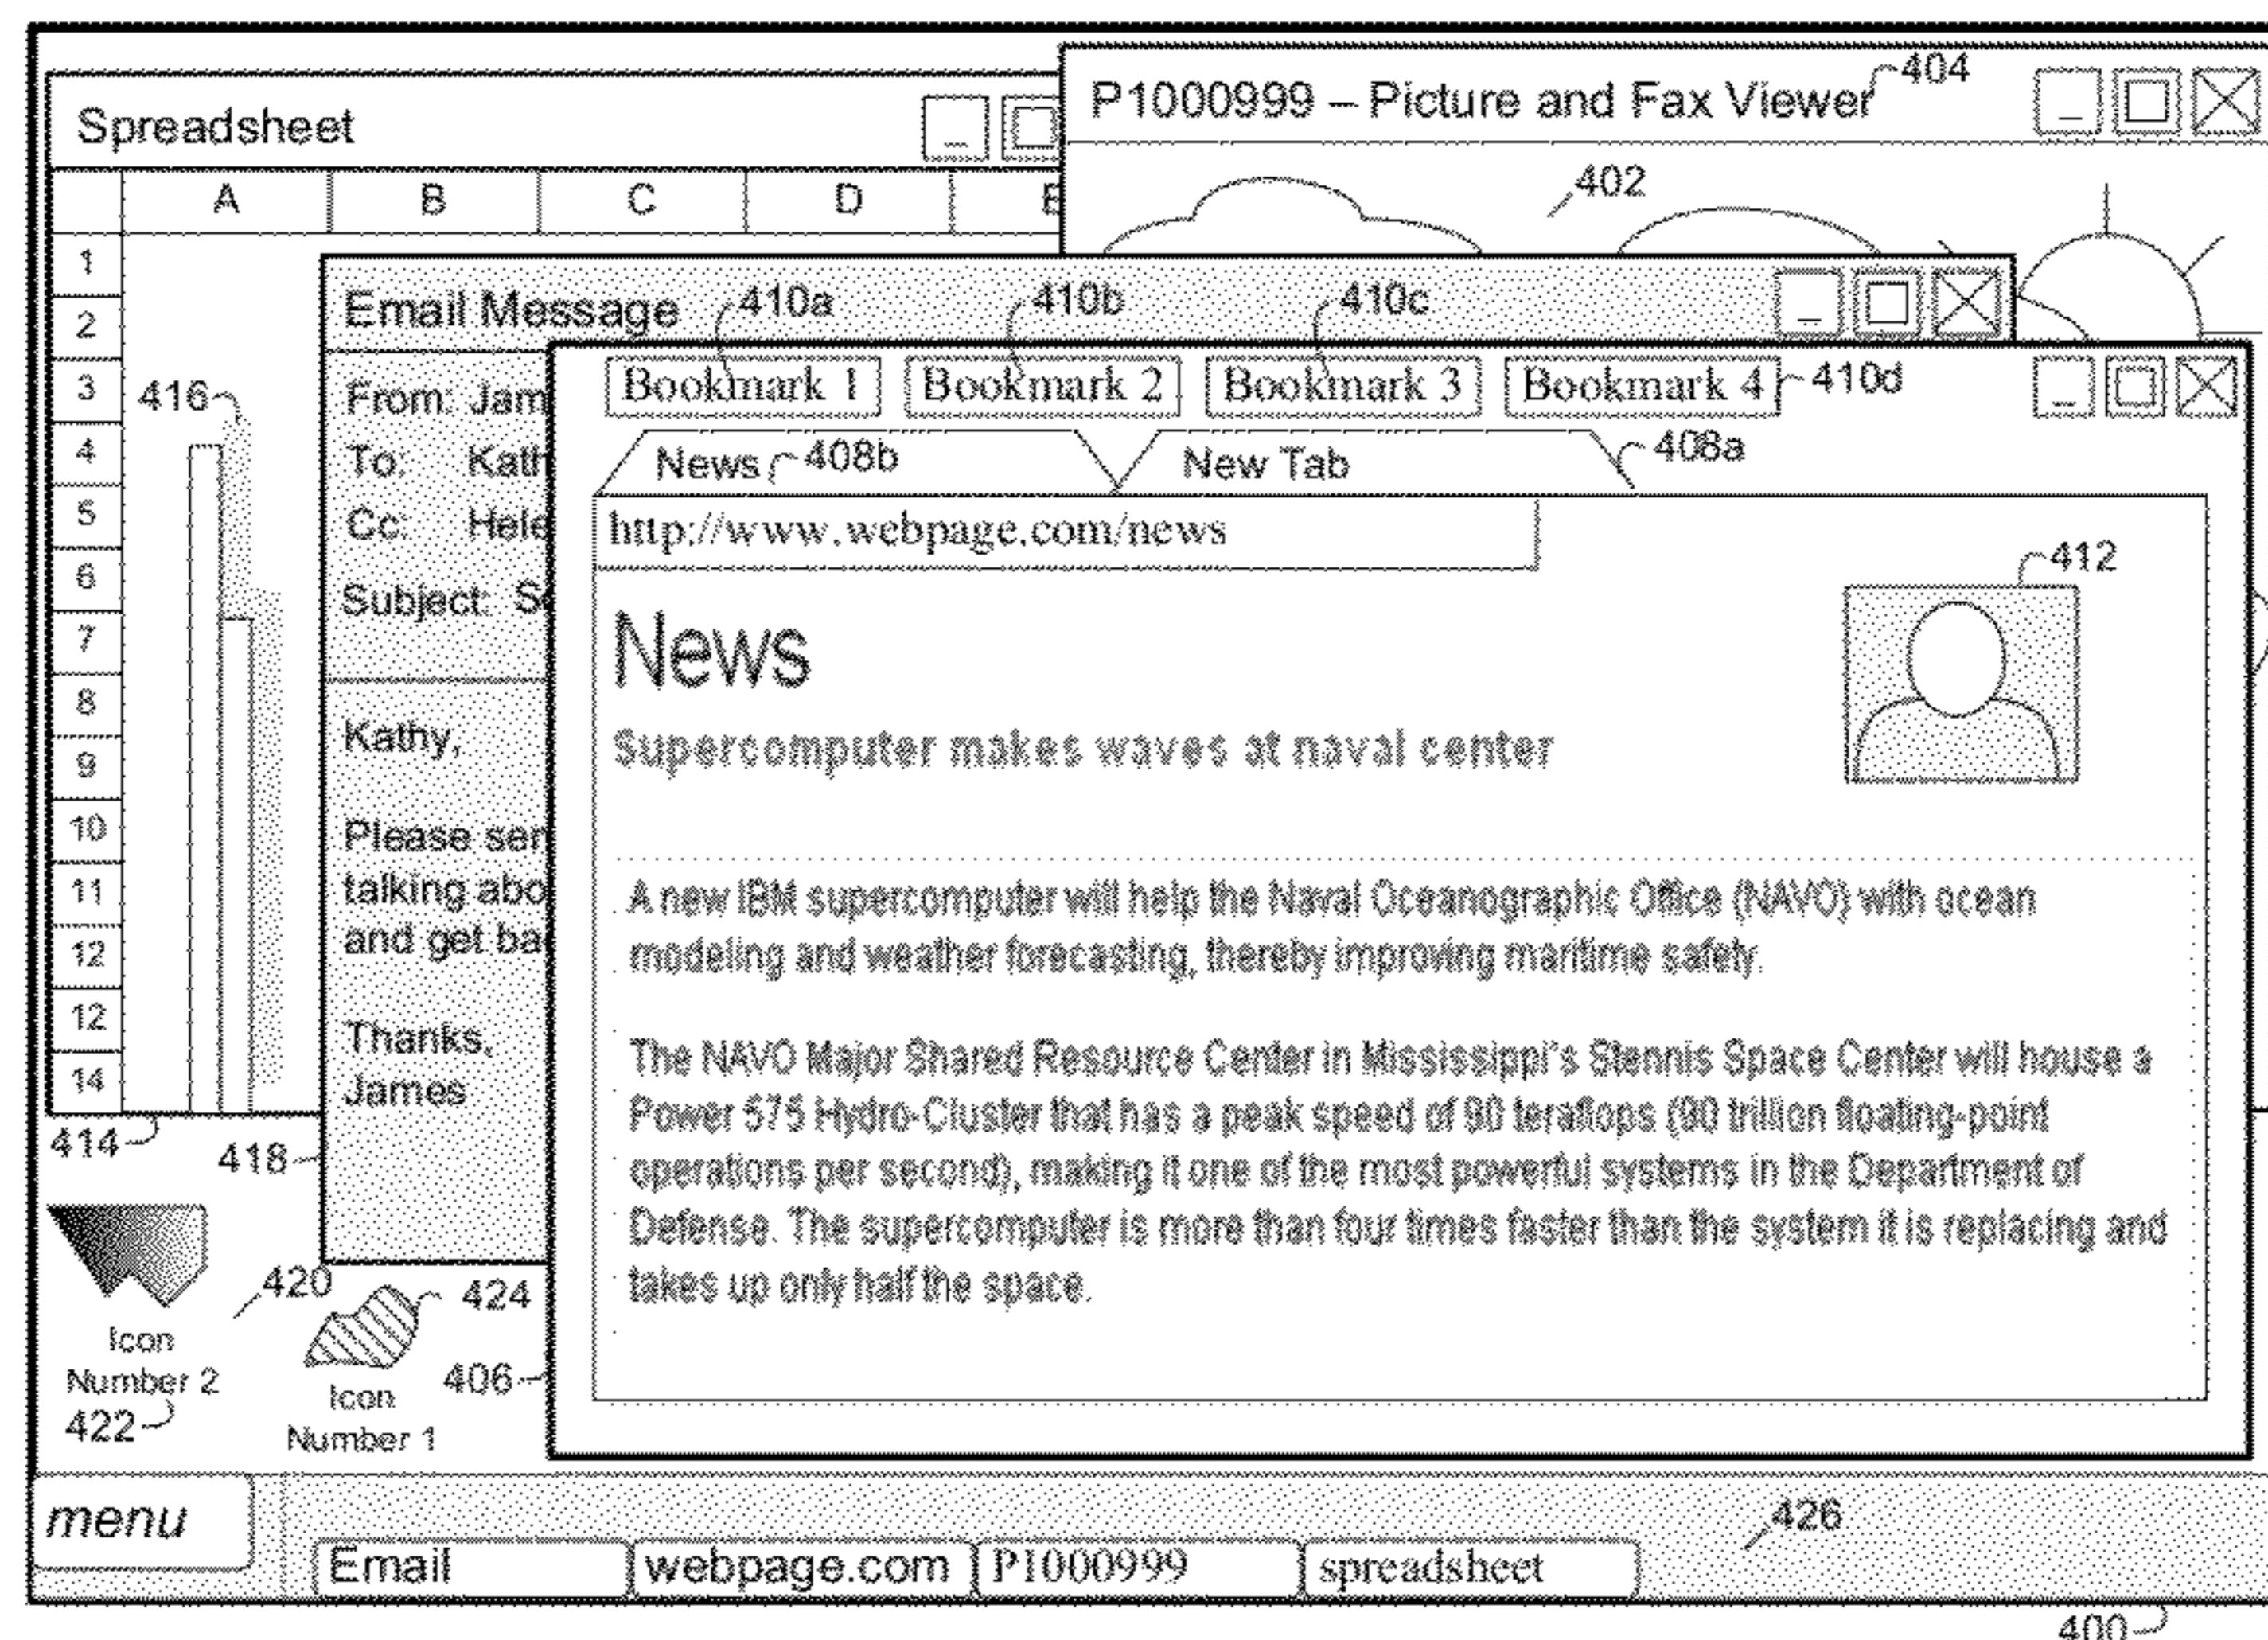 P1000999 – Picture and Fax Viewer 404
Spreadsheet
402
A B C D E
1
2
3
4
5
6
7
8
9
10
11
12
12
14
416
414
Email Message 410a 410b 410c
From: Jam
To: Kath
Cc: Hele
Subject:
Kathy,
Please sen
talking abo
and get ba
Thanks,
James
418
Bookmark 1 Bookmark 2 Bookmark 3 Bookmark 4 410d
News 408b New Tab 408a
http://www.webpage.com/news
412
News
Supercomputer makes waves at naval center
A new IBM supercomputer will help the Naval Oceanographic Office (NAVO) with ocean
modeling and weather forecasting, thereby improving maritime safety.
The NAVO Major Shared Resource Center in Mississippi's Stennis Space Center will house a
Power 575 Hydro-Cluster that has a peak speed of 90 teraflops (90 trillion floating-point
operations per second), making it one of the most powerful systems in the Department of
Defense. The supercomputer is more than four times faster than the system it is replacing and
takes up only half the space.
420
424
Icon
Number 2
422
Icon
Number 1
406
menu
426
Email webpage.com P1000999 spreadsheet
400